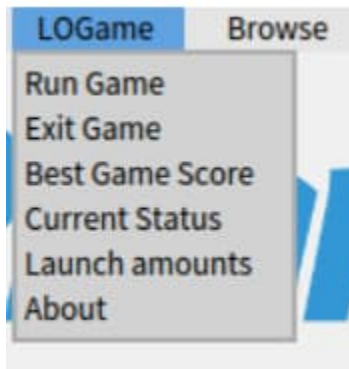 LOGame Browse
Run Game
Exit Game
Best Game Score
Current Status
Launch amounts
About